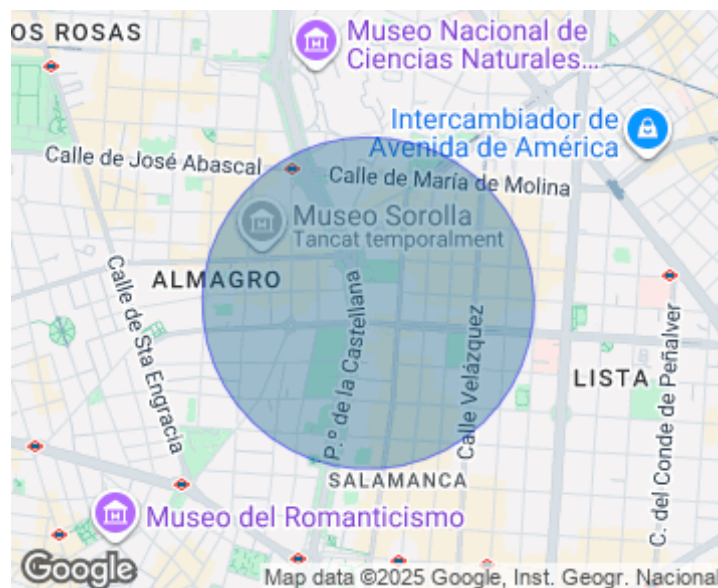 OS ROSAS
Museo Nacional de
Ciencias Naturales...
Intercambiador de
Avenida de América
Calle de José Abascal
Calle de María de Molina
Museo Sorolla
Tancat temporalment
ALMAGRO
Calle de Sta Engracia
P.º de la Castellana
Calle Velázquez
C. del Conde de Peñalver
LISTA
SALAMANCA
Museo del Romanticismo
Google
Map data ©2025 Google, Inst. Geogr. Nacional